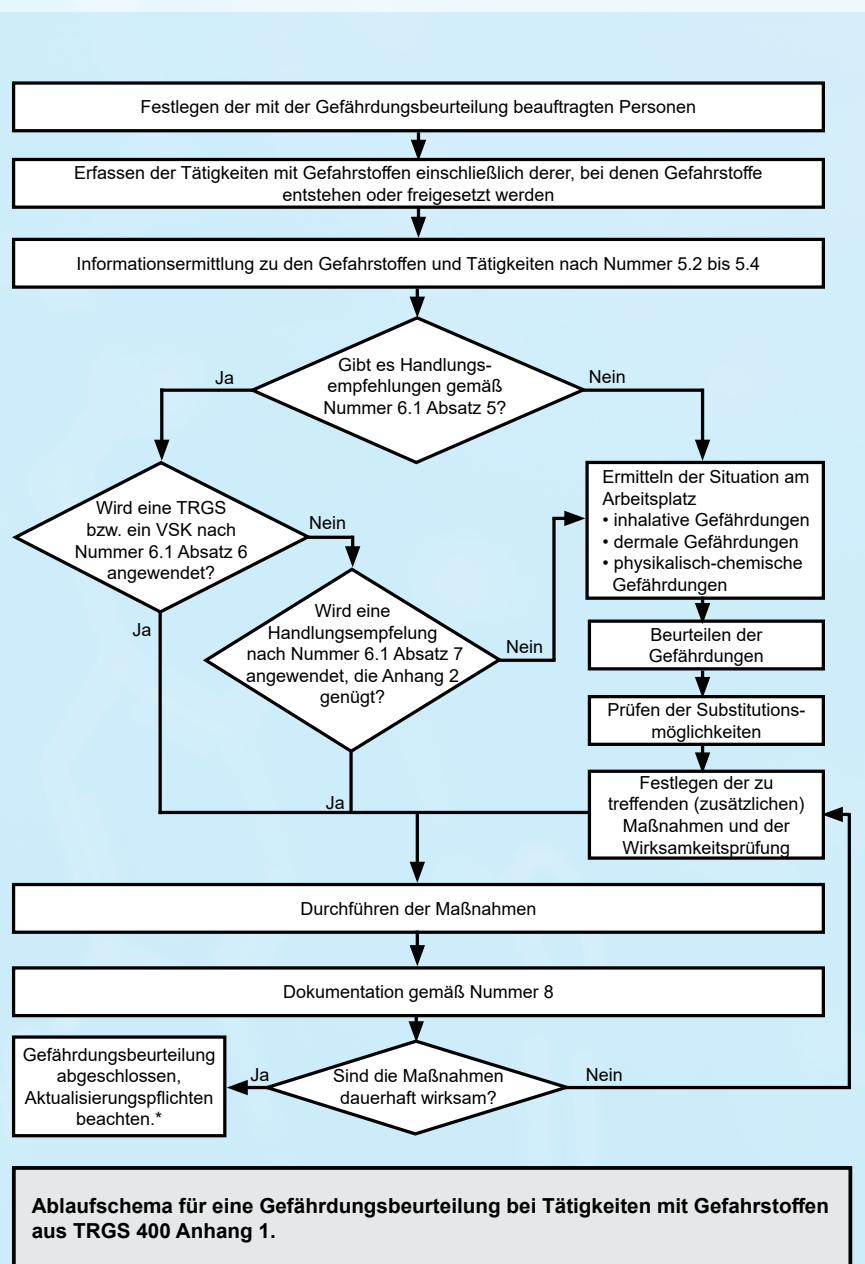 Festlegen der mit der Gefährdungsbeurteilung beauftragten Personen
Erfassen der Tätigkeiten mit Gefahrstoffen einschließlich derer, bei denen Gefahrstoffe
entstehen oder freigesetzt werden
Informationsermittlung zu den Gefahrstoffen und Tätigkeiten nach Nummer 5.2 bis 5.4
Gibt es Handlungs-
empfehlungen gemäß
Nummer 6.1 Absatz 5?
Ja
Nein
Wird eine TRGS
bzw. ein VSK nach
Nummer 6.1 Absatz 6
angewendet?
Nein
Ja
Wird eine
Handlungsempfelung
nach Nummer 6.1 Absatz 7
angewendet, die Anhang 2
genügt?
Nein
Ja
Ermitteln der Situation am
Arbeitsplatz
• inhalative Gefährdungen
• dermale Gefährdungen
• physikalisch-chemische
Gefährdungen
Beurteilen der
Gefährdungen
Prüfen der Substitutions-
möglichkeiten
Festlegen der zu
treffenden (zusätzlichen)
Maßnahmen und der
Wirksamkeitsprüfung
Durchführen der Maßnahmen
Dokumentation gemäß Nummer 8
Sind die Maßnahmen
dauerhaft wirksam?
Ja
Nein
Gefährdungsbeurteilung
abgeschlossen,
Aktualisierungspflichten
beachten.*
Ablaufschema für eine Gefährdungsbeurteilung bei Tätigkeiten mit Gefahrstoffen
aus TRGS 400 Anhang 1.